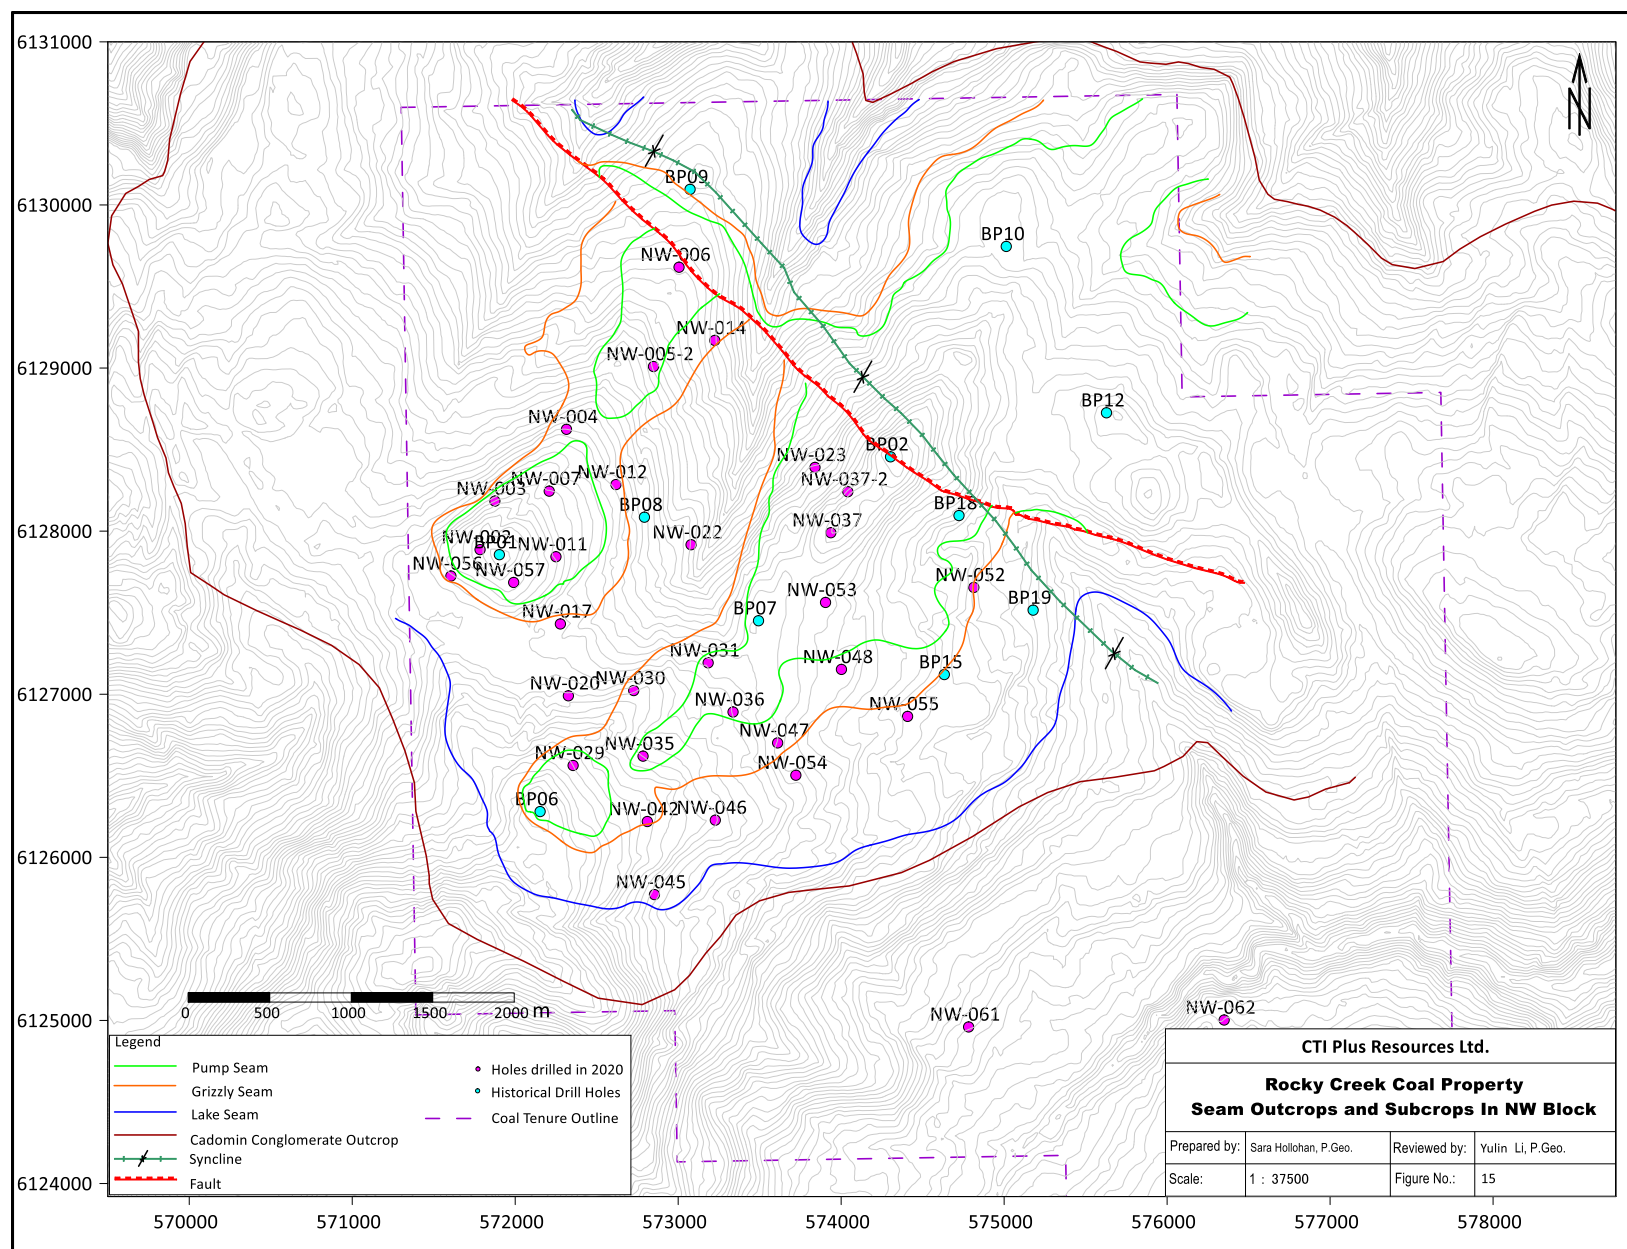 6131000
6130000
6129000
6128000
6127000
6126000
6125000
6124000
BP09
BP10
NW-006
NW-014
NW-005-2
BP12
NW-004
BP02
NW-023
NW-012
NW-007
NW-037-2
NW-003
BP08
BP18
NW-037
NW-022
NW-002
BP01
NW-011
NW-056
NW-057
NW-052
NW-053
BP19
BP07
NW-017
NW-031
NW-048
BP15
NW-020
NW-030
NW-036
NW-055
NW-047
NW-035
NW-029
NW-054
BP06
NW-042
NW-046
NW-045
NW-061
NW-062
0 500 1000 1500 2000 m
Legend
Pump Seam
Grizzly Seam
Lake Seam
Cadomin Conglomerate Outcrop
Syncline
Fault
Holes drilled in 2020
Historical Drill Holes
Coal Tenure Outline
CTI Plus Resources Ltd.
Rocky Creek Coal Property
Seam Outcrops and Subcrops In NW Block
Prepared by: Sara Hollohan, P.Geo. Reviewed by: Yulin Li, P.Geo.
Scale: 1 : 37500 Figure No.: 15
570000 571000 572000 573000 574000 575000 576000 577000 578000
N